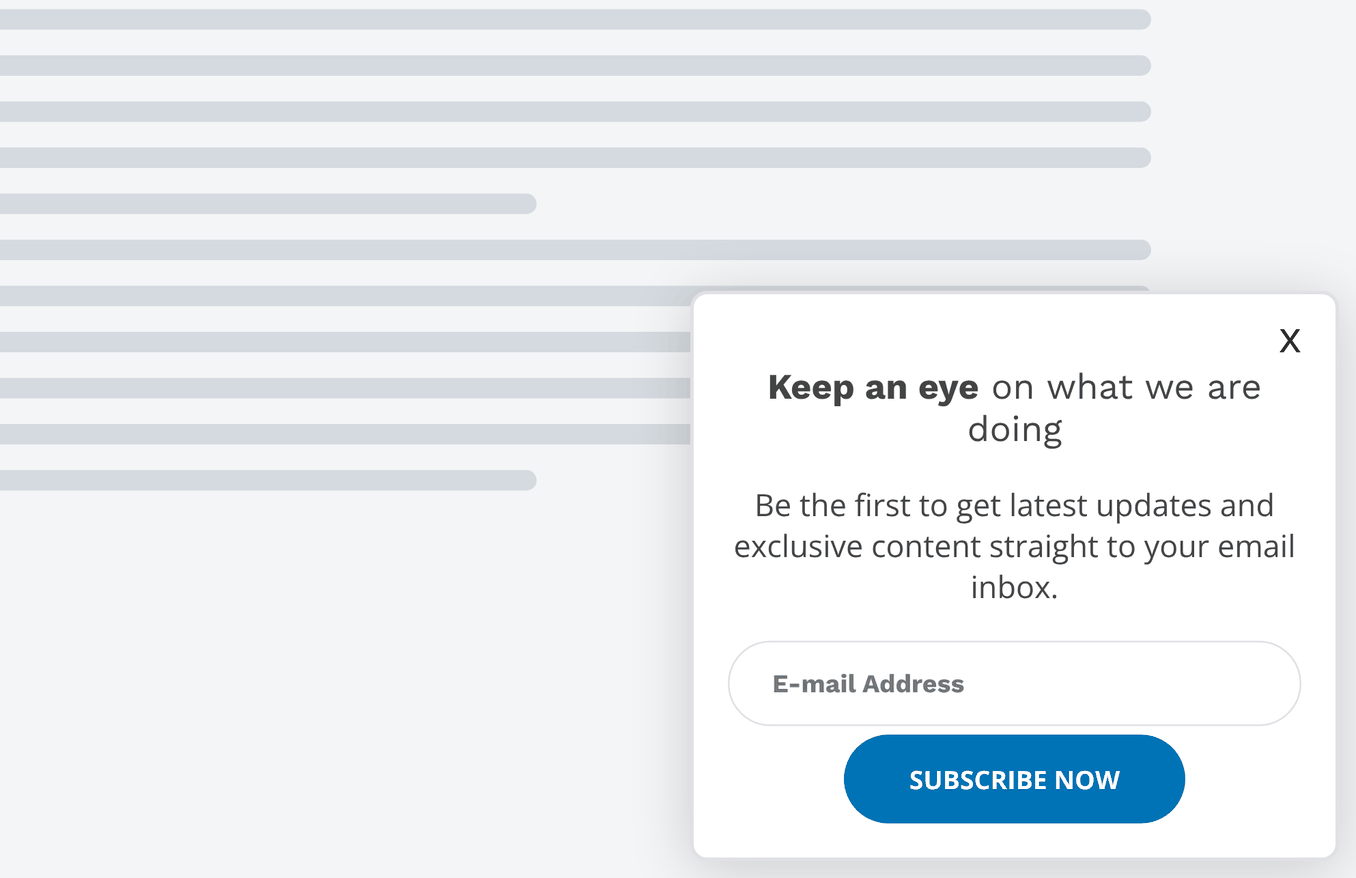 X
Keep an eye on what we are
doing
Be the first to get latest updates and
exclusive content straight to your email
inbox.
E-mail Address
SUBSCRIBE NOW